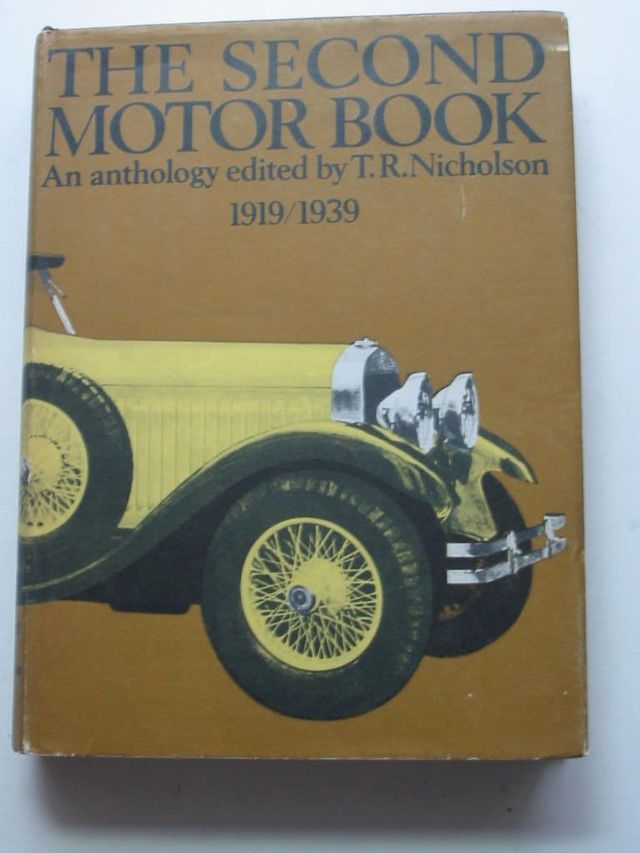 THE SECOND
MOTOR BOOK
An anthology edited by T.R.Nicholson
1919/1939